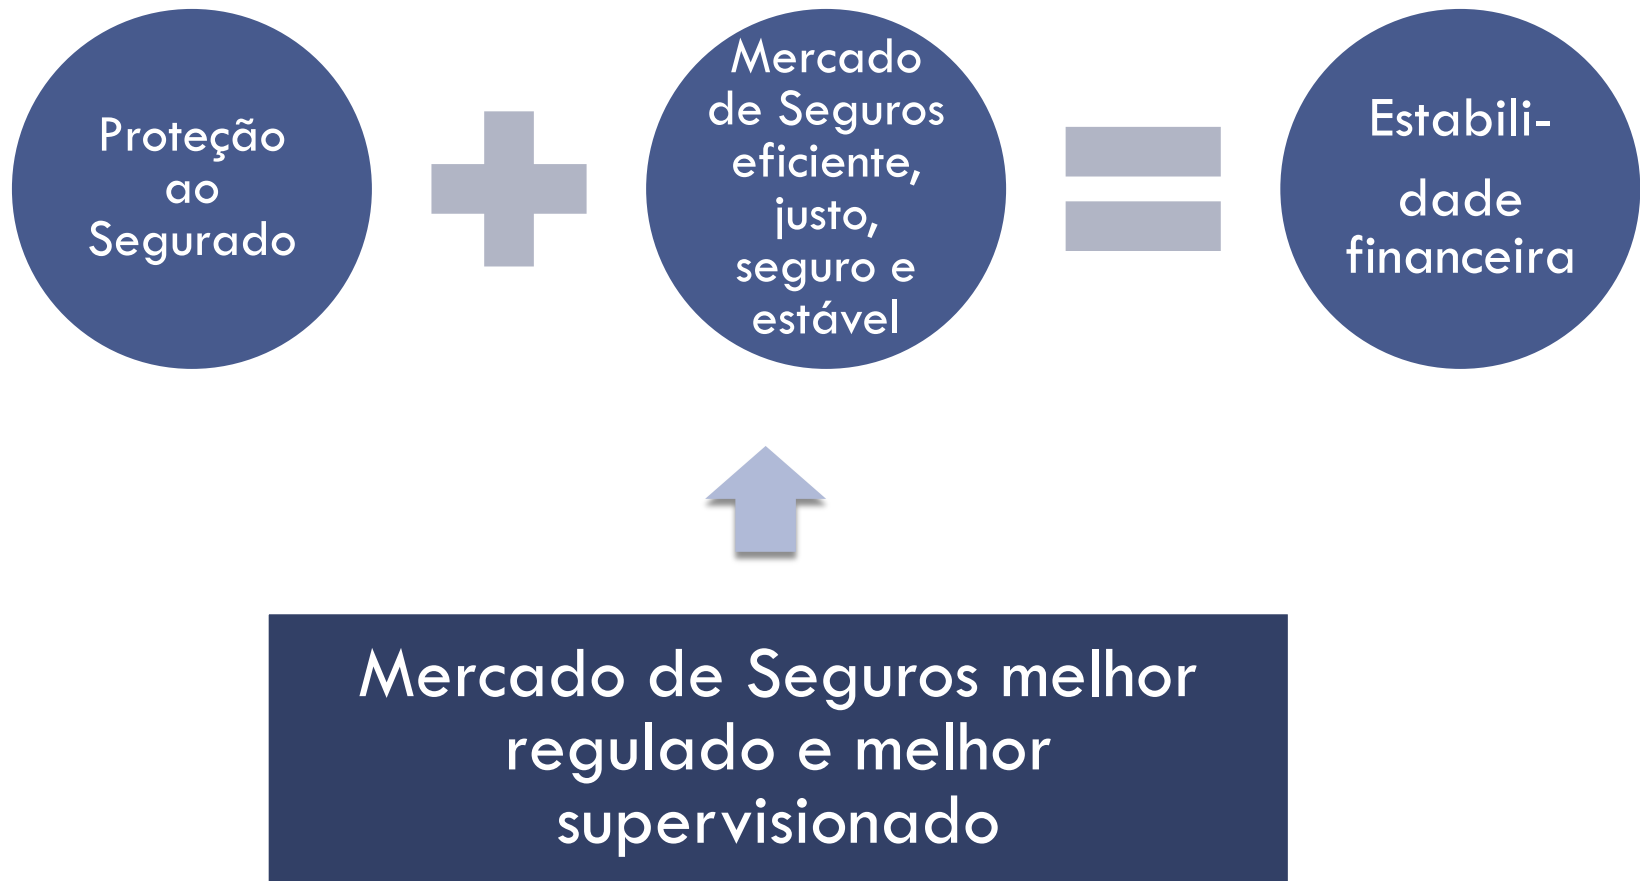 Proteção
ao
Segurado
Mercado
de Seguros
eficiente,
justo,
seguro e
estável
Estabili-
dade
financeira
Mercado de Seguros melhor
regulado e melhor
supervisionado